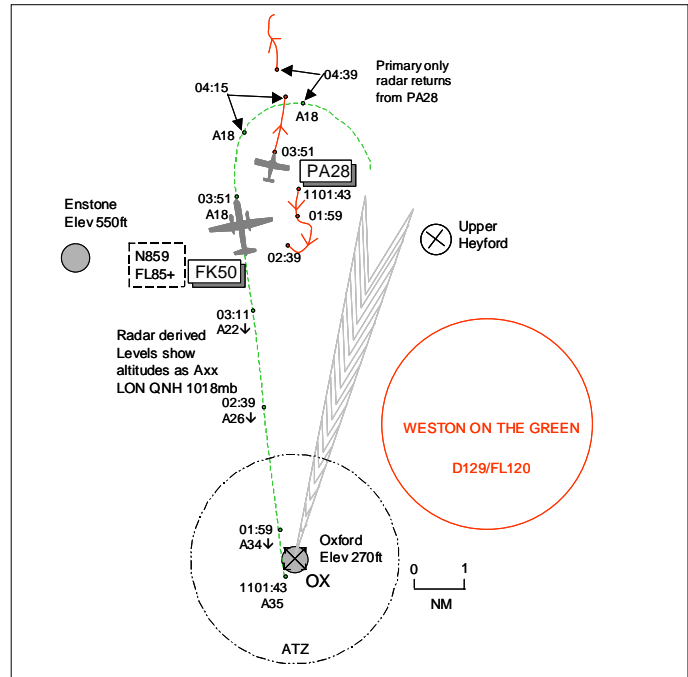 04:39
Primary only
radar returns
from PA28
04:15
A18
A18
03:51
PA28
1101:43
03:51
A18
01:59
Enstone
Elev 550ft
Upper
Heyford
02:39
N859
FL85+
FK50
03:11
A22↓
Radar derived
Levels show
altitudes as Axx
LON QNH 1018mb
02:39
A26↓
WESTON ON THE GREEN
D129/FL120
01:59
A34↓
Oxford
Elev 270ft
OX
1101:43
A35
0 1
NM
ATZ